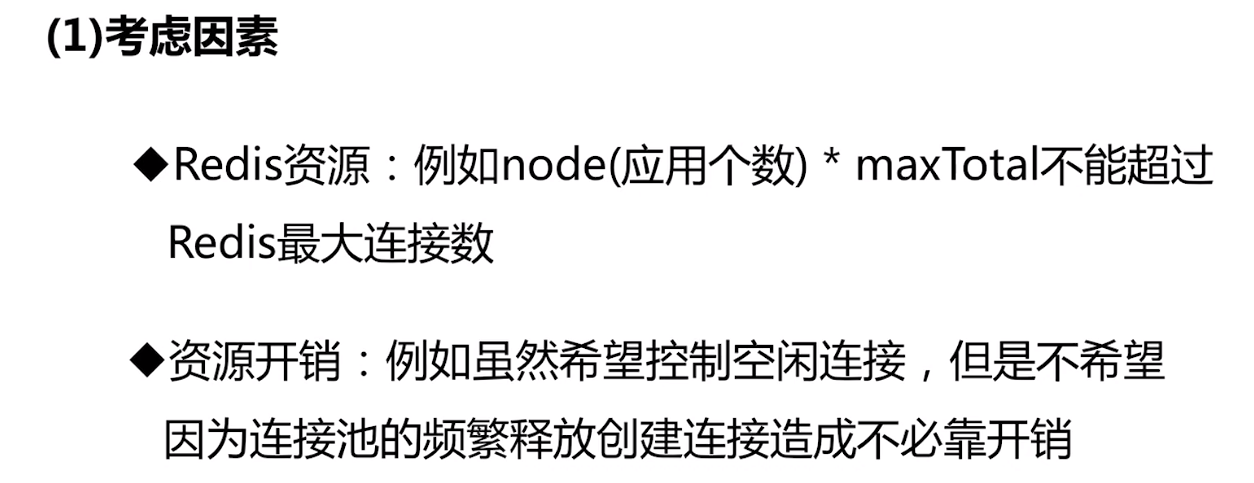 (1)考虑因素
◆Redis资源：例如node(应用个数) * maxTotal不能超过
Redis最大连接数
◆资源开销：例如虽然希望控制空闲连接，但是不希望
因为连接池的频繁释放创建连接造成不必靠开销